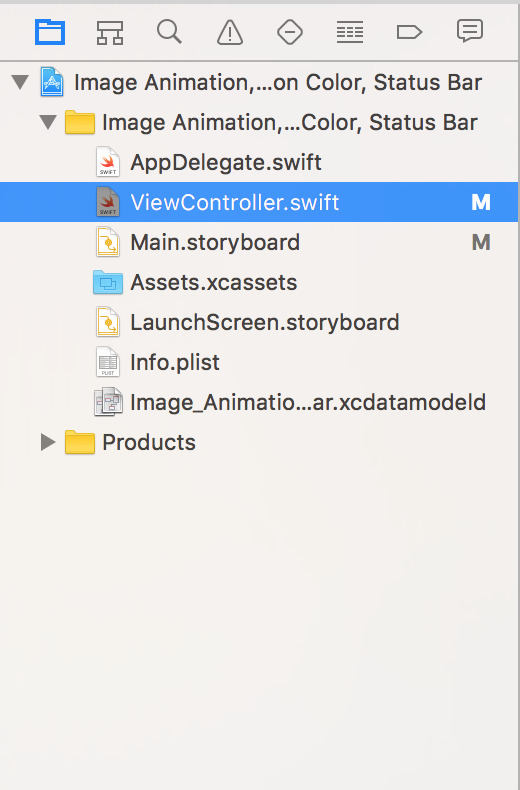 Image Animation,...on Color, Status Bar
Image Animation,...Color, Status Bar
SWIFT AppDelegate.swift
SWIFT ViewController.swift M
Main.storyboard M
Assets.xcassets
LaunchScreen.storyboard
PLIST Info.plist
Image_Animatio...ar.xcdatamodeld
Products